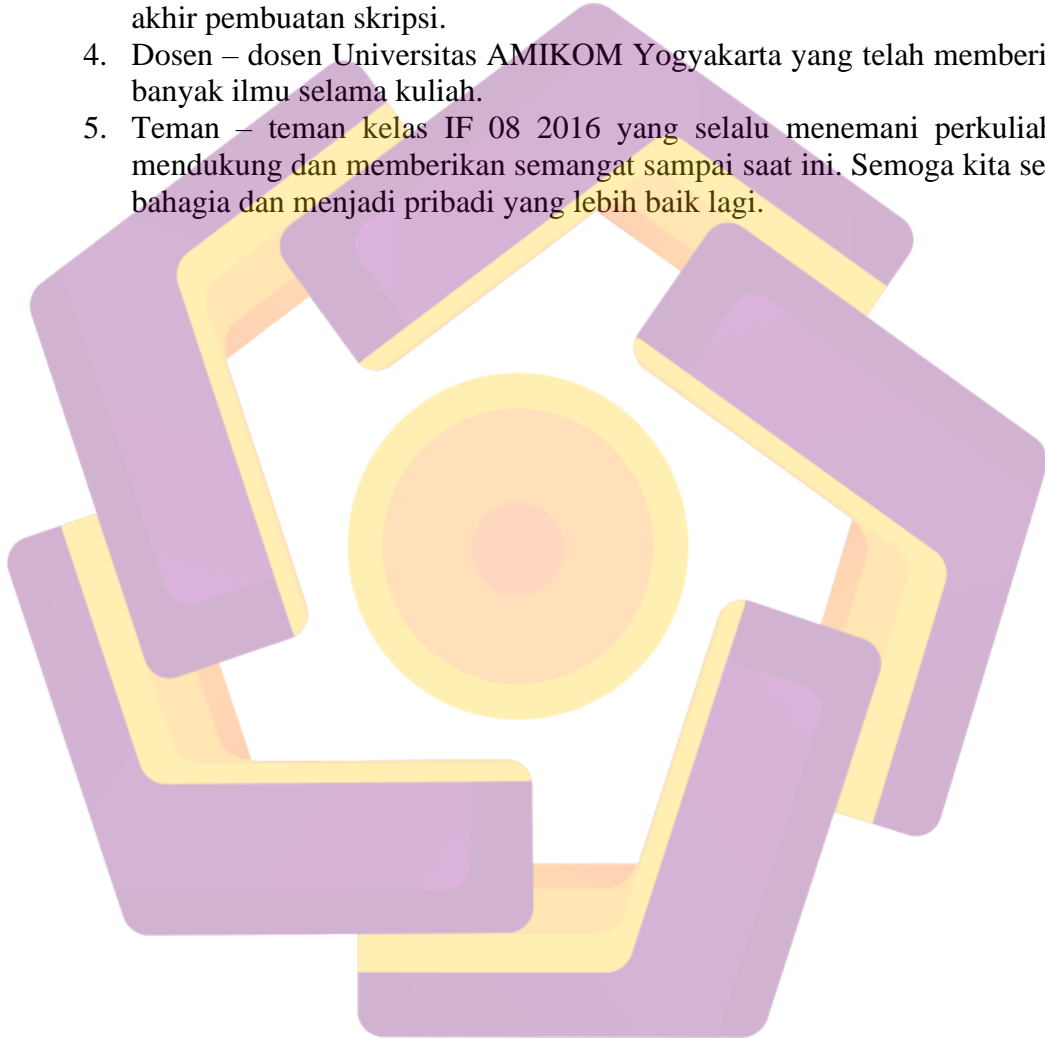 akhir pembuatan skripsi.
4. Dosen – dosen Universitas AMIKOM Yogyakarta yang telah memberi
banyak ilmu selama kuliah.
5. Teman – teman kelas IF 08 2016 yang selalu menemani perkuliah
mendukung dan memberikan semangat sampai saat ini. Semoga kita se
bahagia dan menjadi pribadi yang lebih baik lagi.